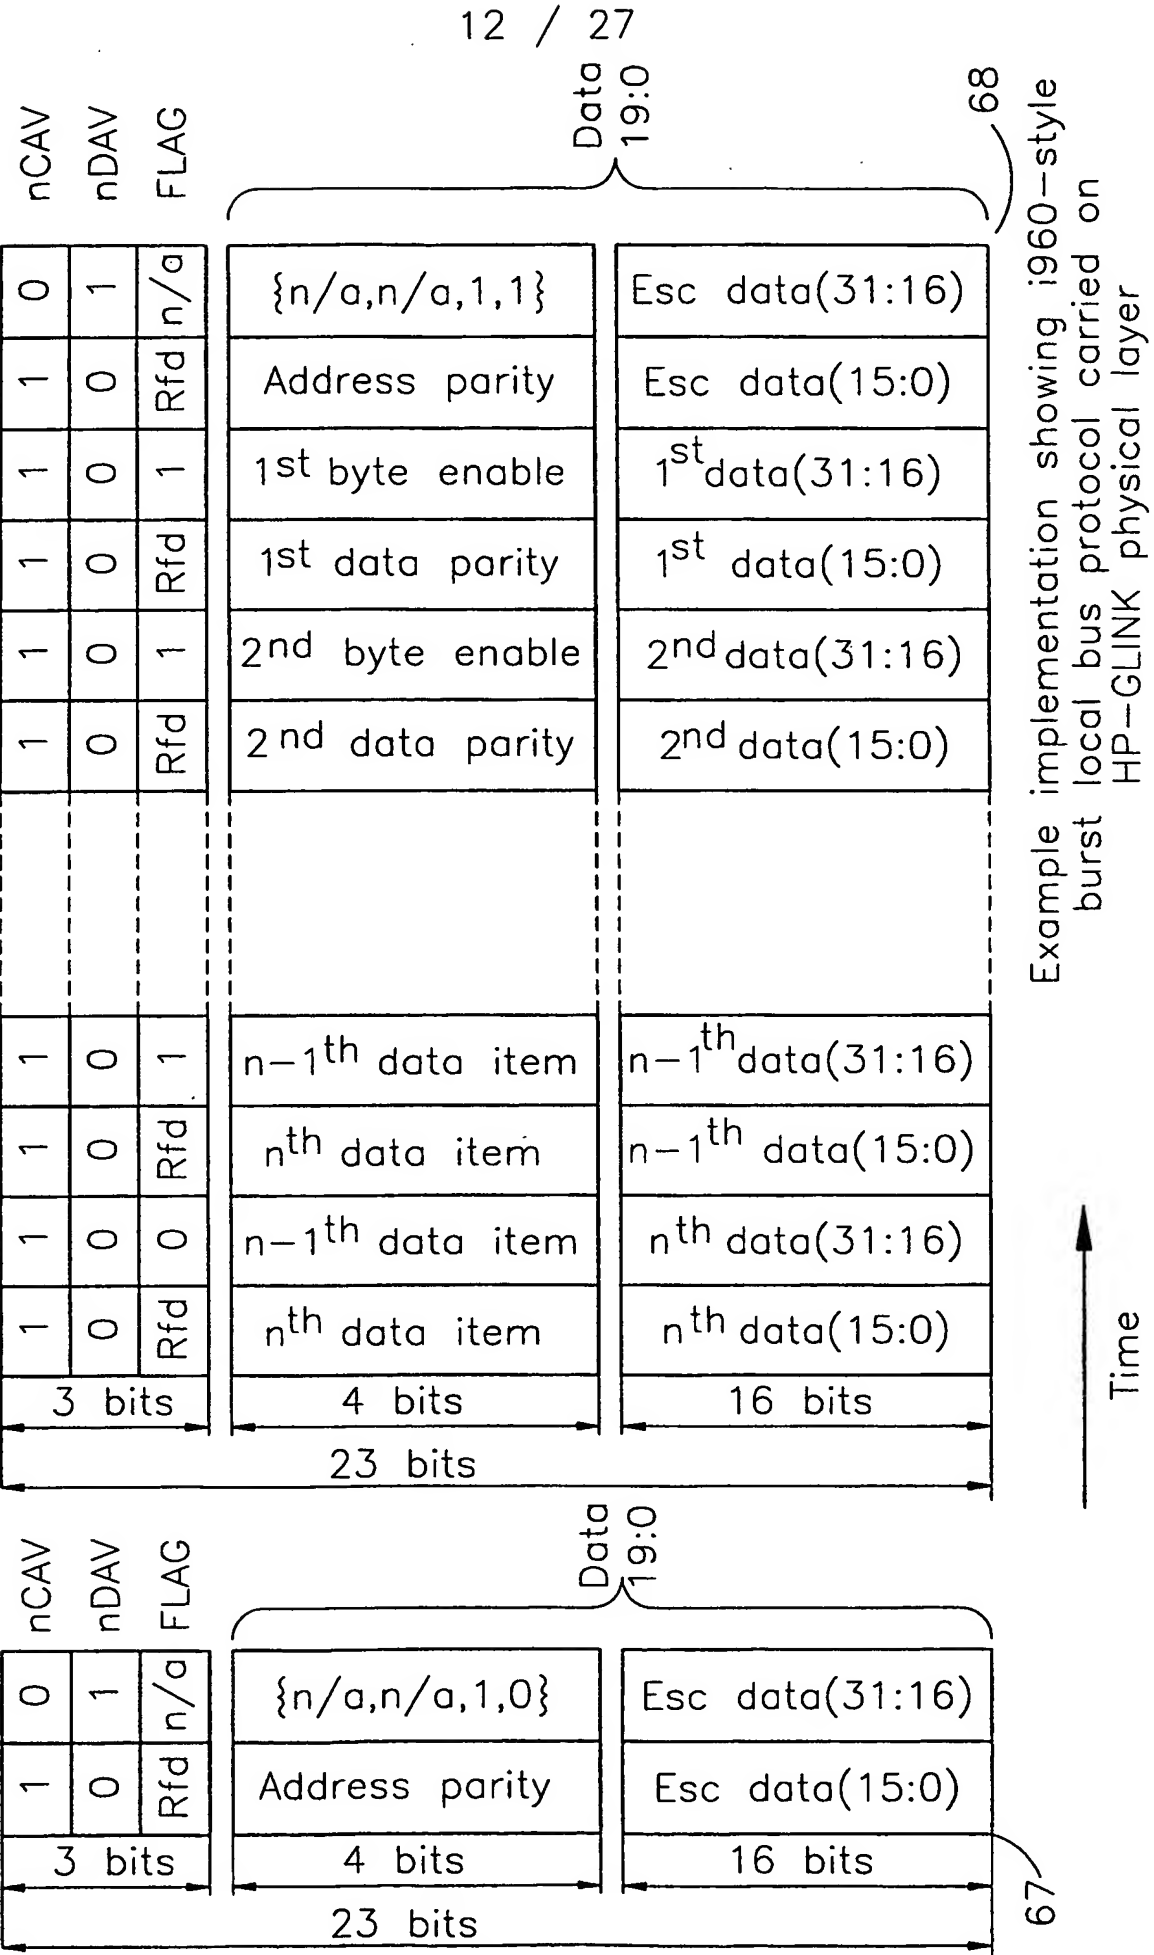 12 / 27
nCAV
nDAV
FLAG
Data
19:0
68
0 1 n/a {n/a,n/a,1,1} Esc data(31:16)
1 0 Rfd Address parity Esc data(15:0)
1 0 1 1st byte enable 1st data(31:16)
1 0 Rfd 1st data parity 1st data(15:0)
1 0 1 2nd byte enable 2nd data(31:16)
1 0 Rfd 2nd data parity 2nd data(15:0)
1 0 1 n-1th data item n-1th data(31:16)
1 0 Rfd nth data item n-1th data(15:0)
1 0 0 n-1th data item nth data(31:16)
1 0 Rfd nth data item nth data(15:0)
3 bits 4 bits 16 bits
23 bits
Example implementation showing i960-style
burst local bus protocol carried on
HP-GLINK physical layer
Time
nCAV
nDAV
FLAG
Data
19:0
0 1 n/a {n/a,n/a,1,0} Esc data(31:16)
1 0 Rfd Address parity Esc data(15:0)
3 bits 4 bits 16 bits
23 bits
67